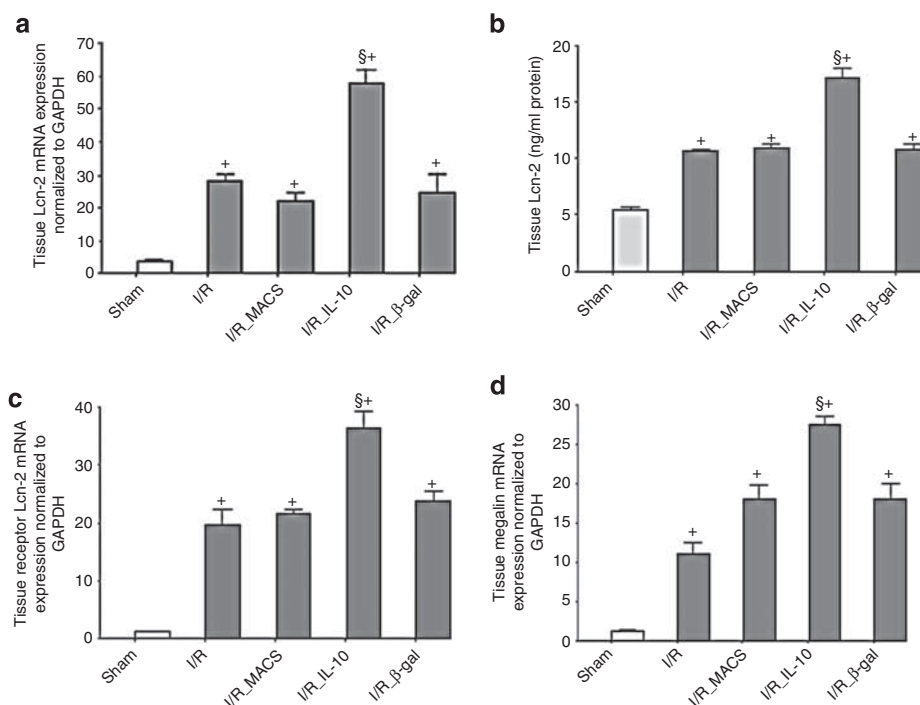 a
Tissue Lcn-2 mRNA expression
normalized to GAPDH
70
60
50
40
30
20
10
0
+
+
§+
+
Sham
I/R
I/R_MACS
I/R_IL-10
I/R_β-gal
b
Tissue Lcn-2 (ng/ml protein)
20
15
10
5
0
+
+
§+
+
Sham
I/R
I/R_MACS
I/R_IL-10
I/R_β-gal
c
Tissue receptor Lcn-2 mRNA
expression normalized to
GAPDH
40
30
20
10
0
+
+
§+
+
Sham
I/R
I/R_MACS
I/R_IL-10
I/R_β-gal
d
Tissue megalin mRNA
expression normalized to
GAPDH
30
25
20
15
10
5
0
+
+
§+
+
Sham
I/R
I/R_MACS
I/R_IL-10
I/R_β-gal